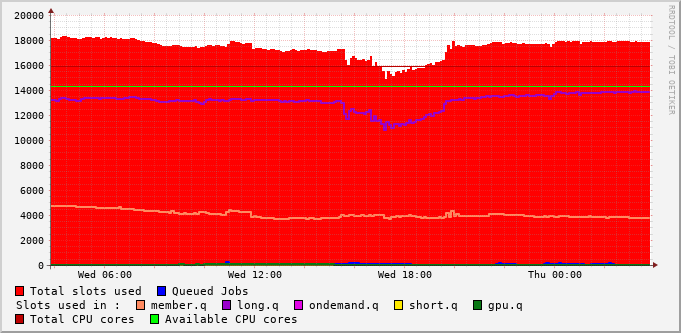 20000
18000
16000
14000
12000
10000
8000
6000
4000
2000
0
Wed 06:00 Wed 12:00 Wed 18:00 Thu 00:00
RRDTOOL / TOBI OETIKER
Total slots used Queued Jobs
Slots used in : member.q long.q ondemand.q short.q gpu.q
Total CPU cores Available CPU cores